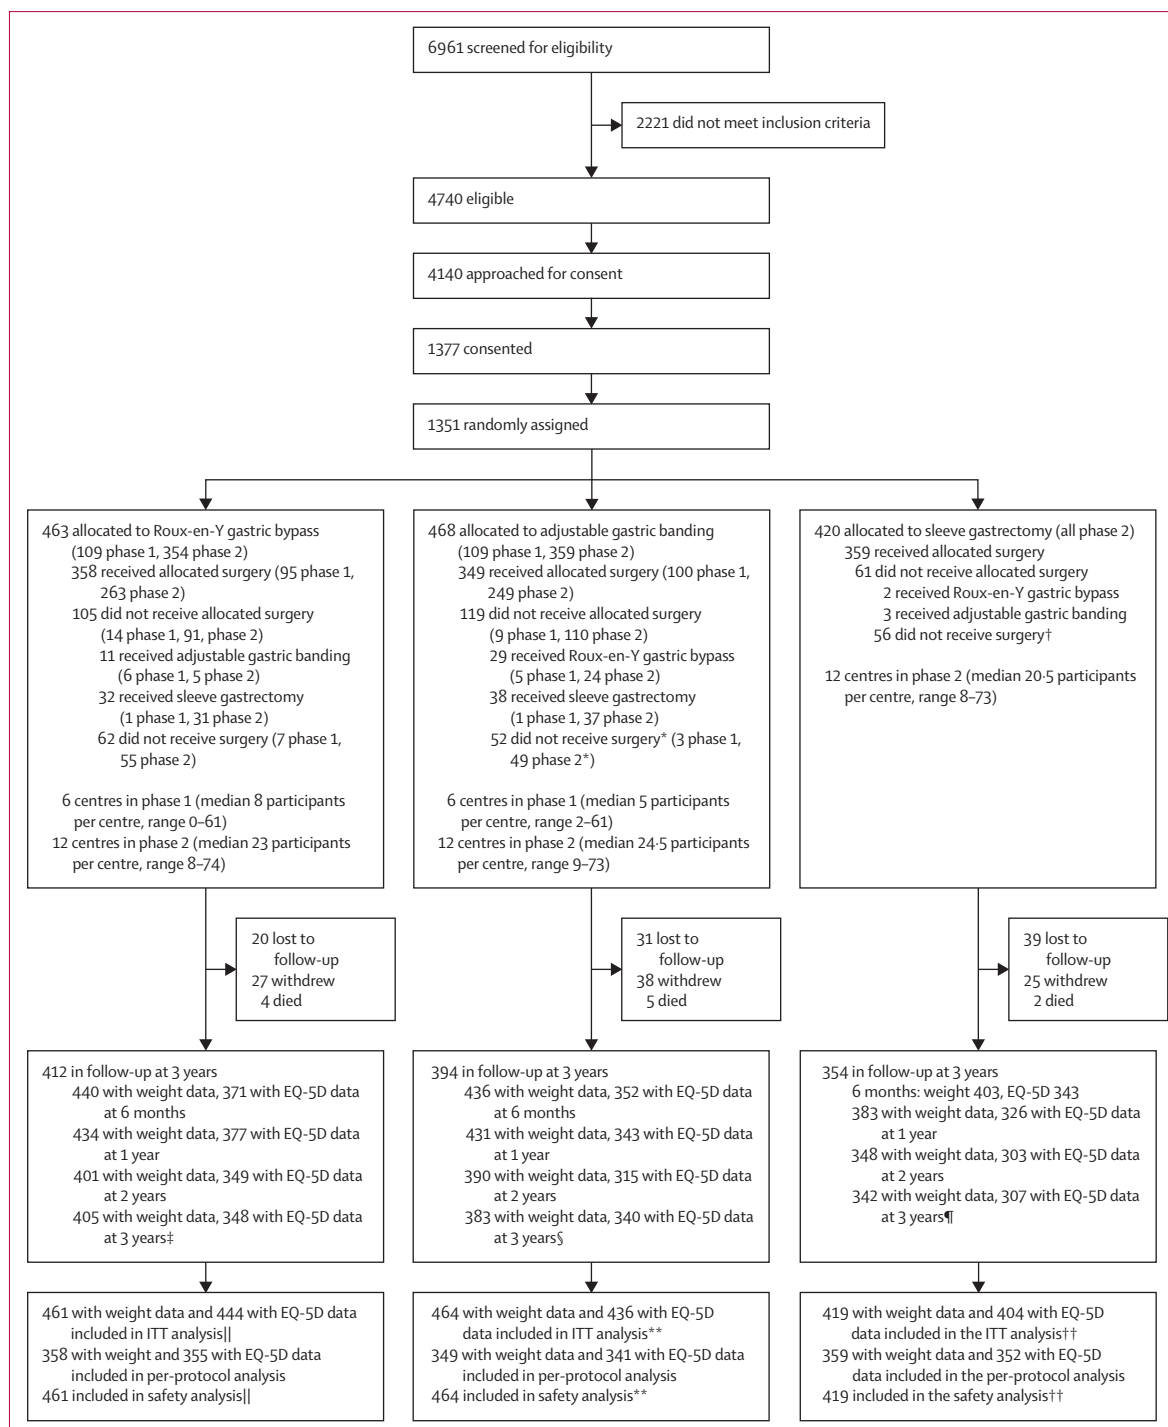 6961 screened for eligibility
2221 did not meet inclusion criteria
4740 eligible
4140 approached for consent
1377 consented
1351 randomly assigned
463 allocated to Roux-en-Y gastric bypass
(109 phase 1, 354 phase 2)
358 received allocated surgery (95 phase 1,
263 phase 2)
105 did not receive allocated surgery
(14 phase 1, 91, phase 2)
11 received adjustable gastric banding
(6 phase 1, 5 phase 2)
32 received sleeve gastrectomy
(1 phase 1, 31 phase 2)
62 did not receive surgery (7 phase 1,
55 phase 2)
6 centres in phase 1 (median 8 participants
per centre, range 0–61)
12 centres in phase 2 (median 23 participants
per centre, range 8–74)
468 allocated to adjustable gastric banding
(109 phase 1, 359 phase 2)
349 received allocated surgery (100 phase 1,
249 phase 2)
119 did not receive allocated surgery
(9 phase 1, 110 phase 2)
29 received Roux-en-Y gastric bypass
(5 phase 1, 24 phase 2)
38 received sleeve gastrectomy
(1 phase 1, 37 phase 2)
52 did not receive surgery* (3 phase 1,
49 phase 2*)
6 centres in phase 1 (median 5 participants
per centre, range 2–61)
12 centres in phase 2 (median 24·5 participants
per centre, range 9–73)
420 allocated to sleeve gastrectomy (all phase 2)
359 received allocated surgery
61 did not receive allocated surgery
2 received Roux-en-Y gastric bypass
3 received adjustable gastric banding
56 did not receive surgery†
12 centres in phase 2 (median 20·5 participants
per centre, range 8–73)
20 lost to
follow-up
27 withdrew
4 died
31 lost to
follow-up
38 withdrew
5 died
39 lost to
follow-up
25 withdrew
2 died
412 in follow-up at 3 years
440 with weight data, 371 with EQ-5D data
at 6 months
434 with weight data, 377 with EQ-5D data
at 1 year
401 with weight data, 349 with EQ-5D data
at 2 years
405 with weight data, 348 with EQ-5D data
at 3 years‡
394 in follow-up at 3 years
436 with weight data, 352 with EQ-5D data
at 6 months
431 with weight data, 343 with EQ-5D data
at 1 year
390 with weight data, 315 with EQ-5D data
at 2 years
383 with weight data, 340 with EQ-5D data
at 3 years§
354 in follow-up at 3 years
6 months: weight 403, EQ-5D 343
383 with weight data, 326 with EQ-5D data
at 1 year
348 with weight data, 303 with EQ-5D data
at 2 years
342 with weight data, 307 with EQ-5D data
at 3 years¶
461 with weight data and 444 with EQ-5D data
included in ITT analysis||
358 with weight and 355 with EQ-5D data
included in per-protocol analysis
461 included in safety analysis||
464 with weight data and 436 with EQ-5D
data included in ITT analysis**
349 with weight data and 341 with EQ-5D data
included in per-protocol analysis
464 included in safety analysis**
419 with weight data and 404 with EQ-5D
data included in the ITT analysis††
359 with weight data and 352 with EQ-5D
data included in the per-protocol analysis
419 included in the safety analysis††